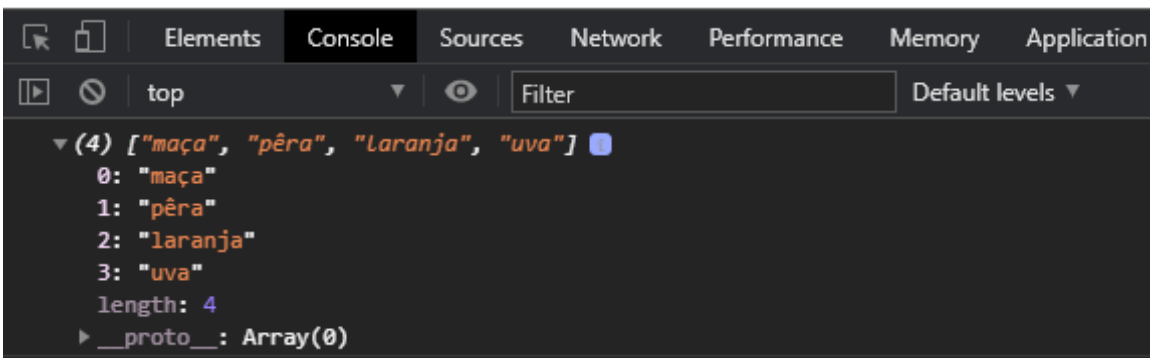 Elements Console Sources Network Performance Memory Application
top Filter Default levels
(4) ["maça", "pêra", "laranja", "uva"] i
0: "maça"
1: "pêra"
2: "laranja"
3: "uva"
length: 4
__proto__: Array(0)